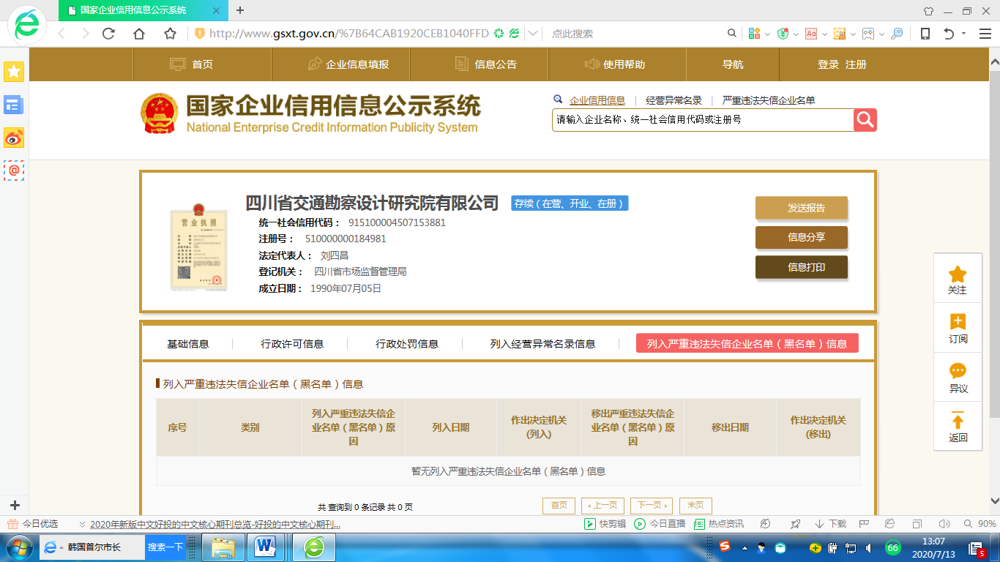 国家企业信用信息公示系统
http://www.gsxt.gov.cn/%7B64CAB1920CEB1040FFD
点此搜索
首页 企业信息填报 信息公告 使用帮助 导航 登录 注册
国家企业信用信息公示系统
National Enterprise Credit Information Publicity System
企业信用信息 | 经营异常名录 | 严重违法失信企业名单
请输入企业名称、统一社会信用代码或注册号
营业执照
四川省交通勘察设计研究院有限公司 存续（在营、开业、在册）
统一社会信用代码： 915100004507153881
注册号： 510000000184981
法定代表人： 刘四昌
登记机关： 四川省市场监督管理局
成立日期： 1990年07月05日
发送报告
信息分享
信息打印
关注
订阅
异议
返回
基础信息 | 行政许可信息 | 行政处罚信息 | 列入经营异常名录信息 | 列入严重违法失信企业名单（黑名单）信息
列入严重违法失信企业名单（黑名单）信息
序号 类别 列入严重违法失信企业名单（黑名单）原因 列入日期 作出决定机关(列入) 移出严重违法失信企业名单（黑名单）原因 移出日期 作出决定机关(移出)
暂无列入严重违法失信企业名单（黑名单）信息
共 查询到 0 条记录 共 0 页 首页 上一页 下一页 末页
今日优选 2020年新版中文好投的中文核心期刊总览-好投的中文核心期刊... 快剪辑 今日直播 热点资讯 下载 90%
韩国首尔市长 搜索一下 66 13:07
2020/7/13 5